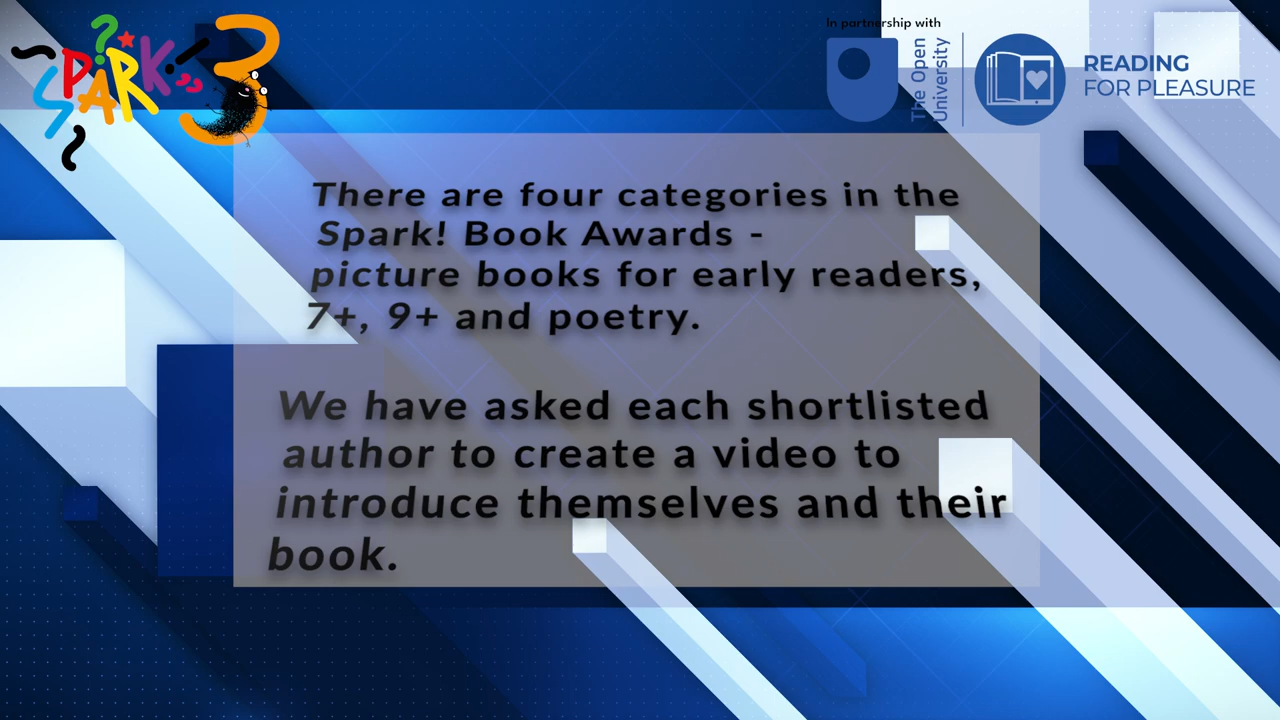 SPARK! 3
In partnership with
The Open
University
READING
FOR PLEASURE
There are four categories in the
Spark! Book Awards -
picture books for early readers,
7+, 9+ and poetry.
We have asked each shortlisted
author to create a video to
introduce themselves and their
book.